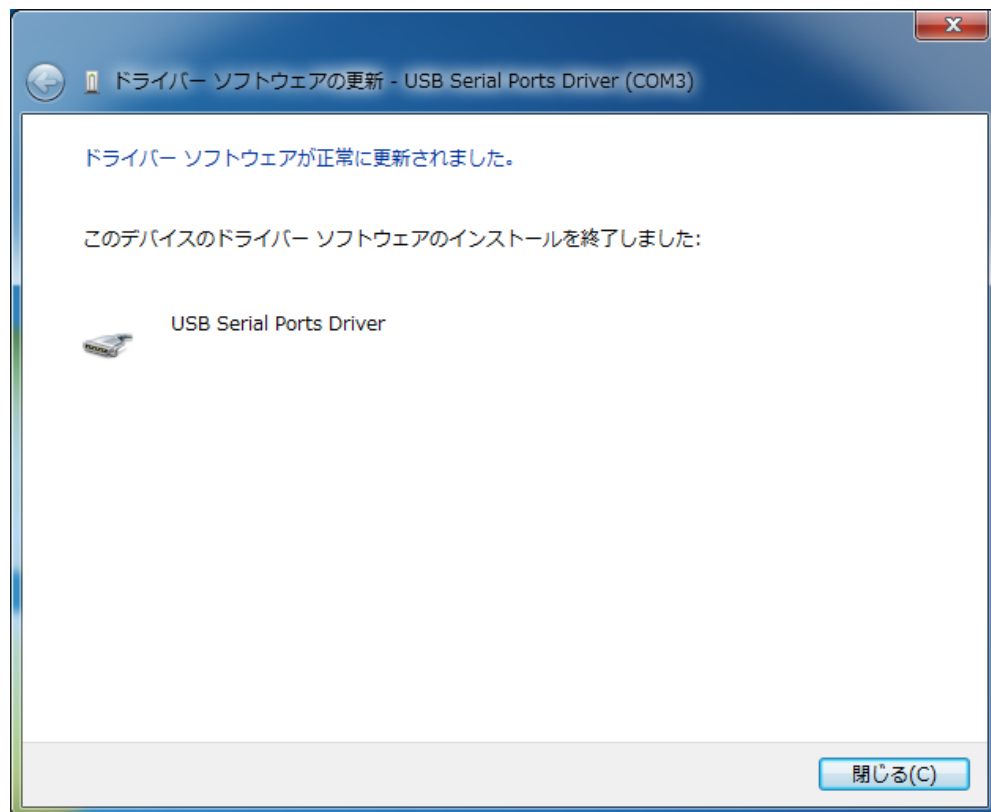 ドライバー ソフトウェアの更新 - USB Serial Ports Driver (COM3)
ドライバー ソフトウェアが正常に更新されました。
このデバイスのドライバー ソフトウェアのインストールを終了しました:
USB Serial Ports Driver
閉じる(C)